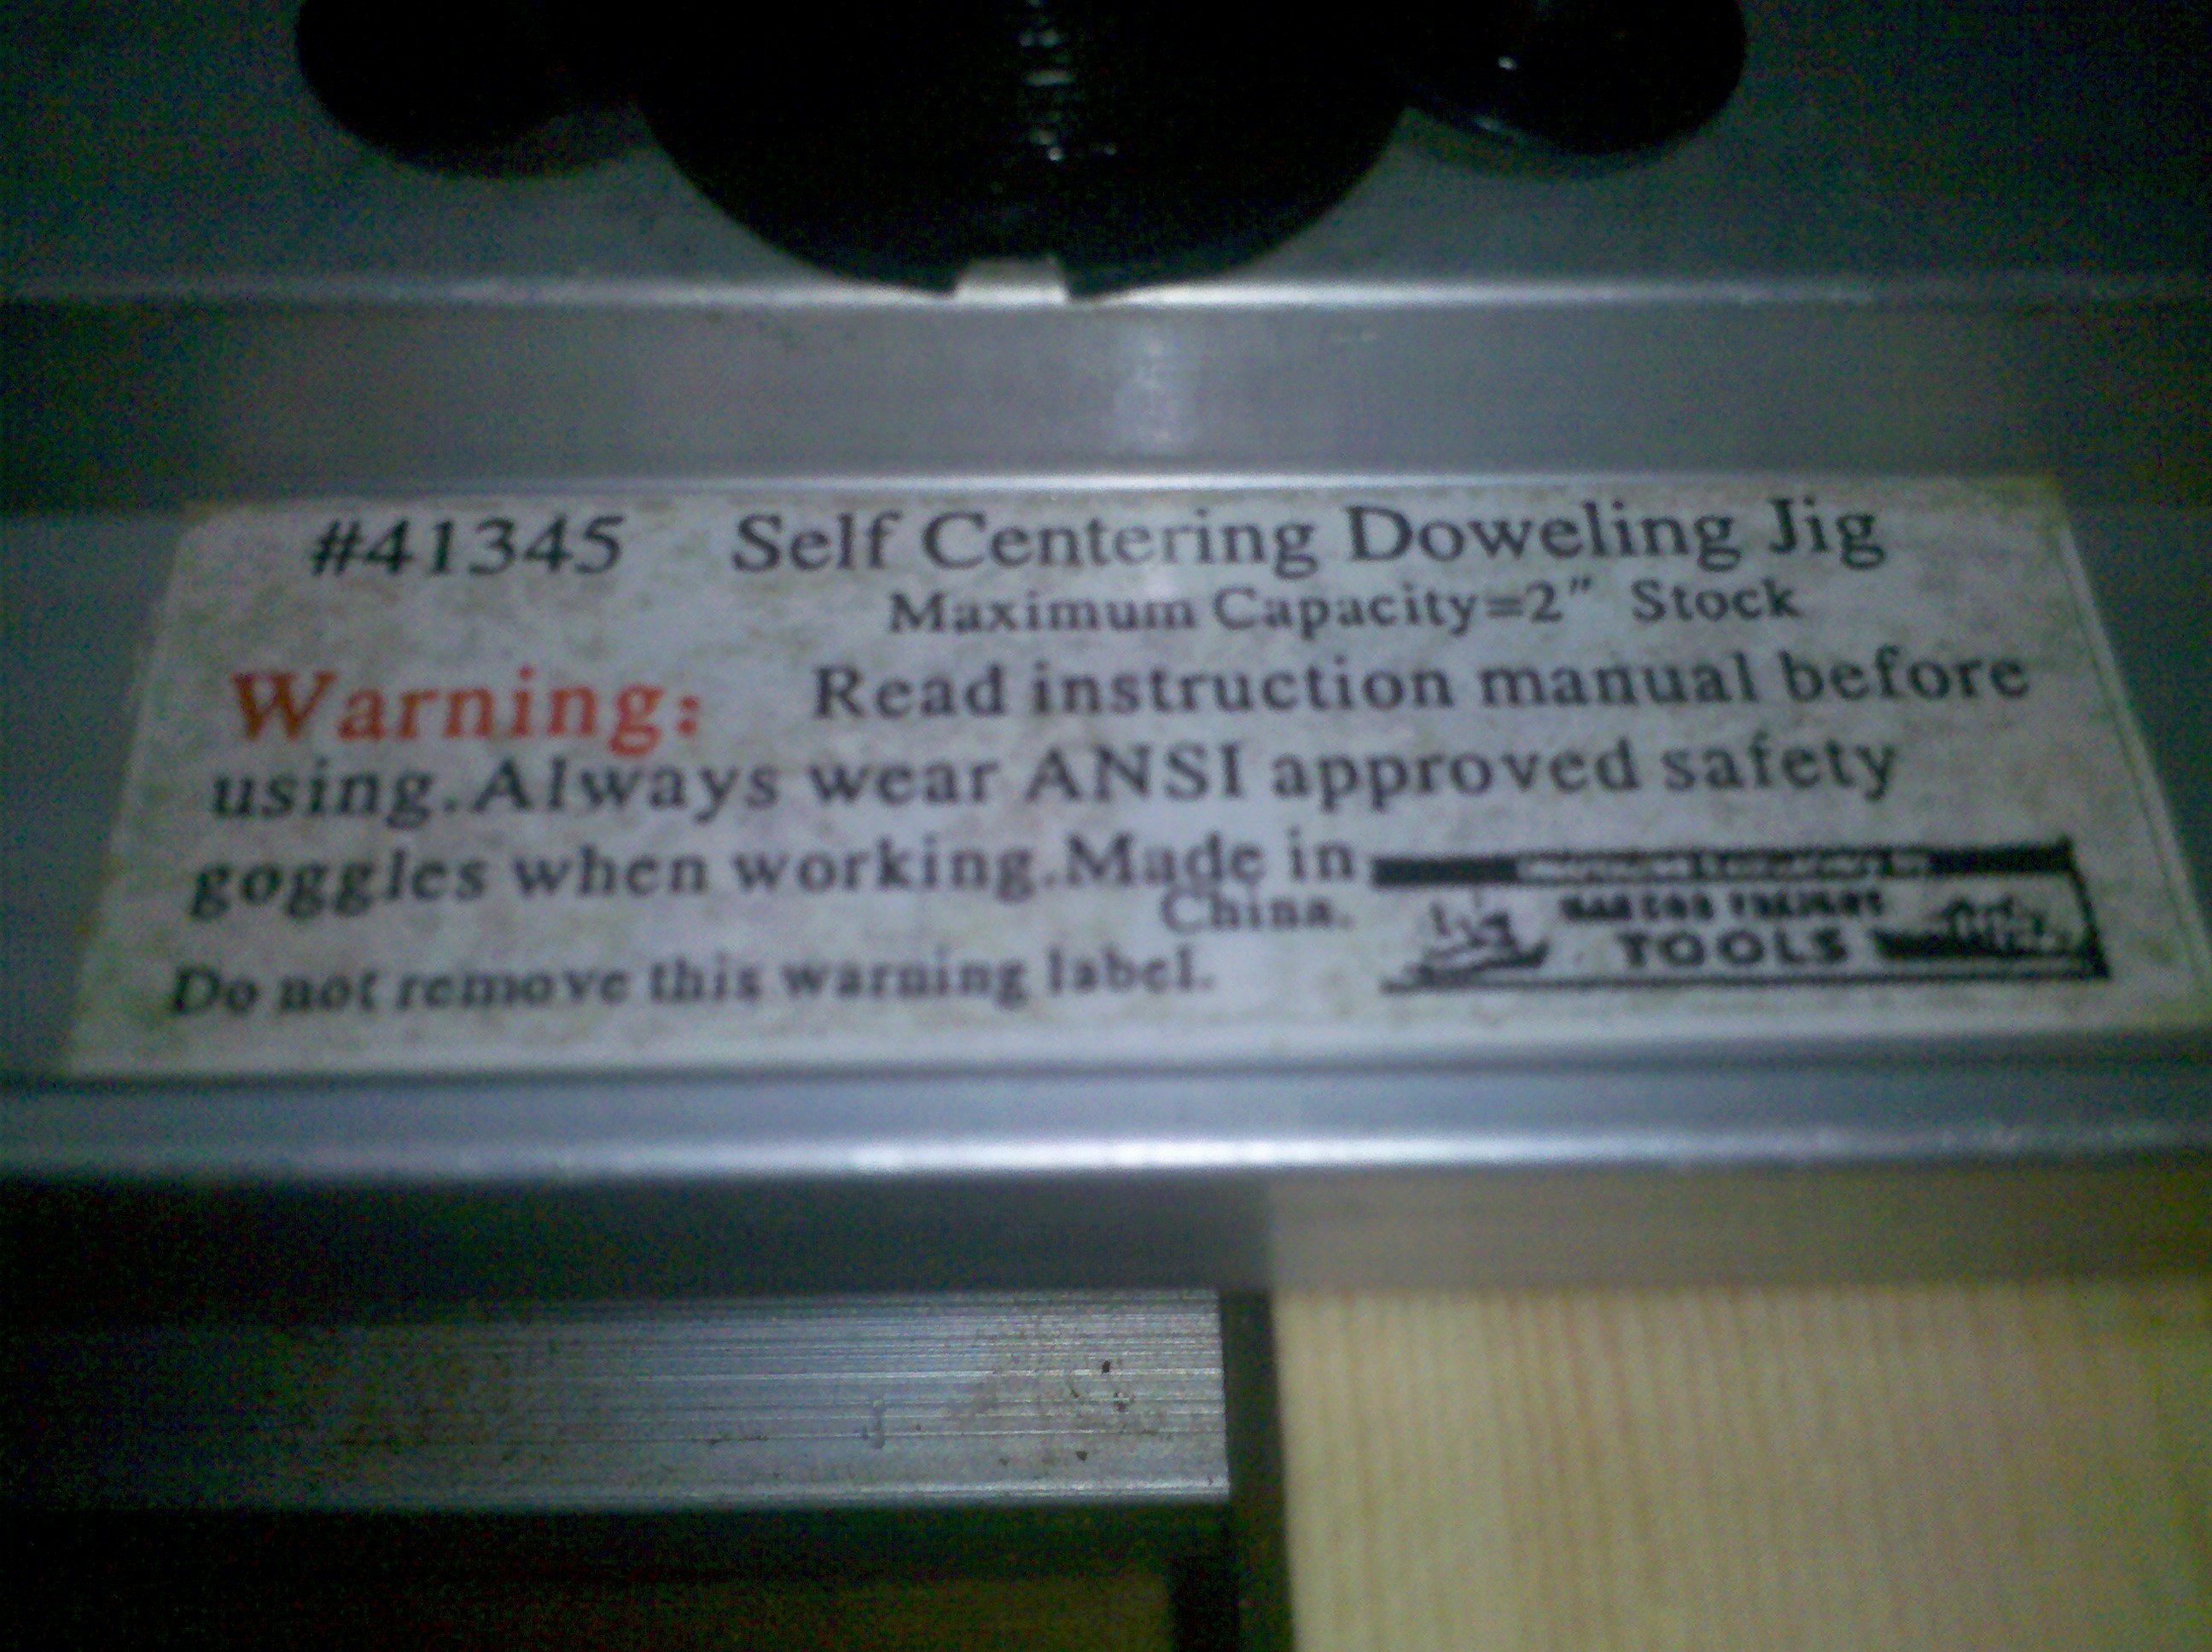 #41345 Self Centering Doweling Jig
Maximum Capacity=2" Stock
Warning: Read instruction manual before
using.Always wear ANSI approved safety
goggles when working.Made in
China.
Do not remove this warning label.
TOOLS